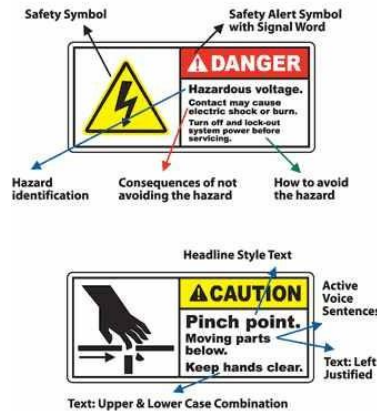 Safety Symbol
Safety Alert Symbol
with Signal Word
DANGER
Hazardous voltage.
Contact may cause
electric shock or burn.
Turn off and lock-out
system power before
servicing.
Hazard
identification
Consequences of not
avoiding the hazard
How to avoid
the hazard
Headline Style Text
CAUTION
Pinch point.
Moving parts
below.
Keep hands clear.
Active
Voice
Sentences
Text: Left
Justified
Text: Upper & Lower Case Combination